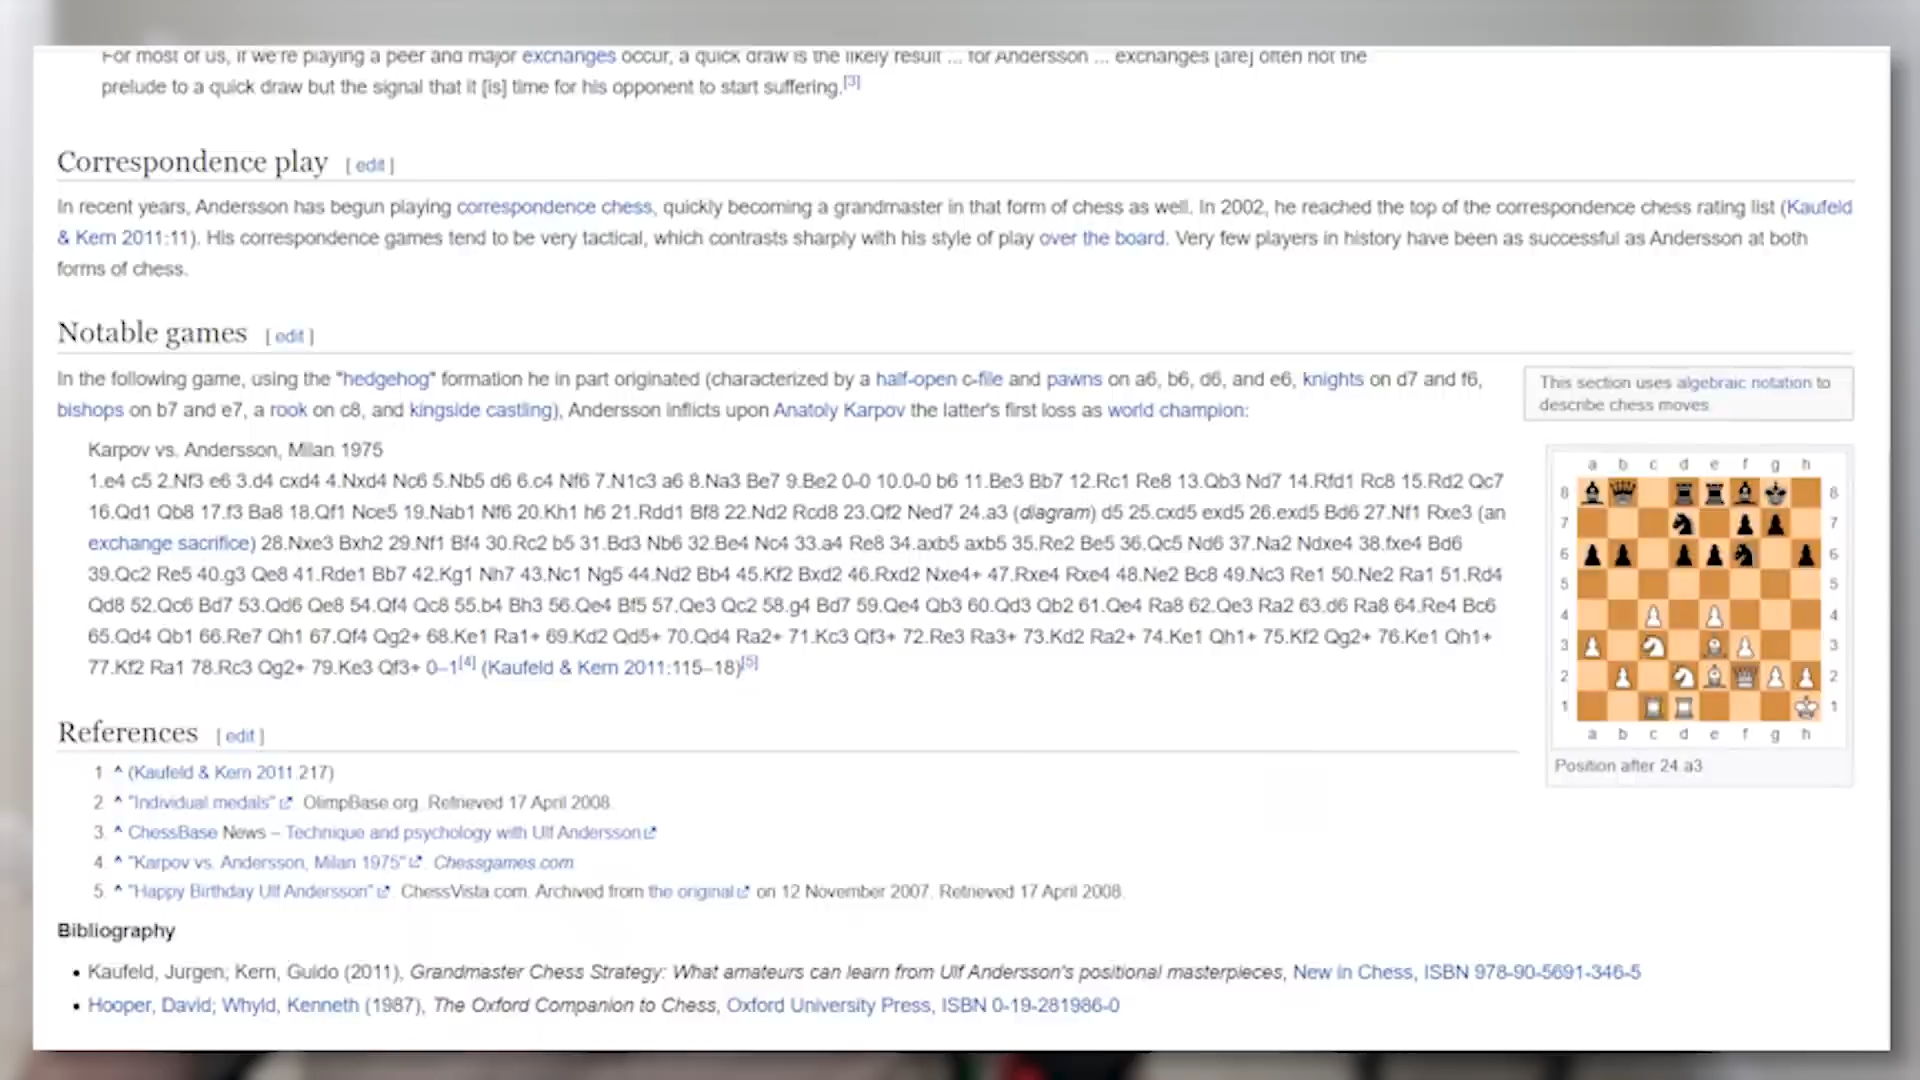 For most of us, if we're playing a peer and major exchanges occur, a quick draw is the likely result ... for Andersson ... exchanges [are] often not the
prelude to a quick draw but the signal that it [is] time for his opponent to start suffering.[3]
Correspondence play [ edit ]
In recent years, Andersson has begun playing correspondence chess, quickly becoming a grandmaster in that form of chess as well. In 2002, he reached the top of the correspondence chess rating list (Kaufeld
& Kern 2011:11). His correspondence games tend to be very tactical, which contrasts sharply with his style of play over the board. Very few players in history have been as successful as Andersson at both
forms of chess.
Notable games [ edit ]
In the following game, using the "hedgehog" formation he in part originated (characterized by a half-open c-file and pawns on a6, b6, d6, and e6, knights on d7 and f6,
bishops on b7 and e7, a rook on c8, and kingside castling), Andersson inflicts upon Anatoly Karpov the latter's first loss as world champion:
This section uses algebraic notation to
describe chess moves.
Karpov vs. Andersson, Milan 1975
1.e4 c5 2.Nf3 e6 3.d4 cxd4 4.Nxd4 Nc6 5.Nb5 d6 6.c4 Nf6 7.N1c3 a6 8.Na3 Be7 9.Be2 0-0 10.0-0 b6 11.Be3 Bb7 12.Rc1 Re8 13.Qb3 Nd7 14.Rfd1 Rc8 15.Rd2 Qc7
16.Qd1 Qb8 17.f3 Ba8 18.Qf1 Nce5 19.Nab1 Nf6 20.Kh1 h6 21.Rdd1 Bf8 22.Nd2 Rcd8 23.Qf2 Ned7 24.a3 (diagram) d5 25.cxd5 exd5 26.exd5 Bd6 27.Nf1 Rxe3 (an
exchange sacrifice) 28.Nxe3 Bxh2 29.Nf1 Bf4 30.Rc2 b5 31.Bd3 Nb6 32.Be4 Nc4 33.a4 Re8 34.axb5 axb5 35.Re2 Be5 36.Qc5 Nd6 37.Na2 Ndxe4 38.fxe4 Bd6
39.Qc2 Re5 40.g3 Qe8 41.Rde1 Bb7 42.Kg1 Nh7 43.Nc1 Ng5 44.Nd2 Bb4 45.Kf2 Bxd2 46.Rxd2 Nxe4+ 47.Rxe4 Rxe4 48.Ne2 Bc8 49.Nc3 Re1 50.Ne2 Ra1 51.Rd4
Qd8 52.Qc6 Bd7 53.Qd6 Qe8 54.Qf4 Qc8 55.b4 Bh3 56.Qe4 Bf5 57.Qe3 Qc2 58.g4 Bd7 59.Qe4 Qb3 60.Qd3 Qb2 61.Qe4 Ra8 62.Qe3 Ra2 63.d6 Ra8 64.Re4 Bc6
65.Qd4 Qb1 66.Re7 Qh1 67.Qf4 Qg2+ 68.Ke1 Ra1+ 69.Kd2 Qd5+ 70.Qd4 Ra2+ 71.Kc3 Qf3+ 72.Re3 Ra3+ 73.Kd2 Ra2+ 74.Ke1 Qh1+ 75.Kf2 Qg2+ 76.Ke1 Qh1+
77.Kf2 Ra1 78.Rc3 Qg2+ 79.Ke3 Qf3+ 0–1[4] (Kaufeld & Kern 2011:115–18)[5]
a b c d e f g h
8 8
7 7
6 6
5 5
4 4
3 3
2 2
1 1
a b c d e f g h
Position after 24.a3
References [ edit ]
1. ^ (Kaufeld & Kern 2011:217)
2. ^ "Individual medals" OlimpBase.org. Retrieved 17 April 2008.
3. ^ ChessBase News – Technique and psychology with Ulf Andersson
4. ^ "Karpov vs. Andersson, Milan 1975". Chessgames.com
5. ^ "Happy Birthday Ulf Andersson". ChessVista.com. Archived from the original on 12 November 2007. Retrieved 17 April 2008.
Bibliography
• Kaufeld, Jurgen; Kern, Guido (2011), Grandmaster Chess Strategy: What amateurs can learn from Ulf Andersson's positional masterpieces, New in Chess, ISBN 978-90-5691-346-5
• Hooper, David; Whyld, Kenneth (1987), The Oxford Companion to Chess, Oxford University Press, ISBN 0-19-281986-0